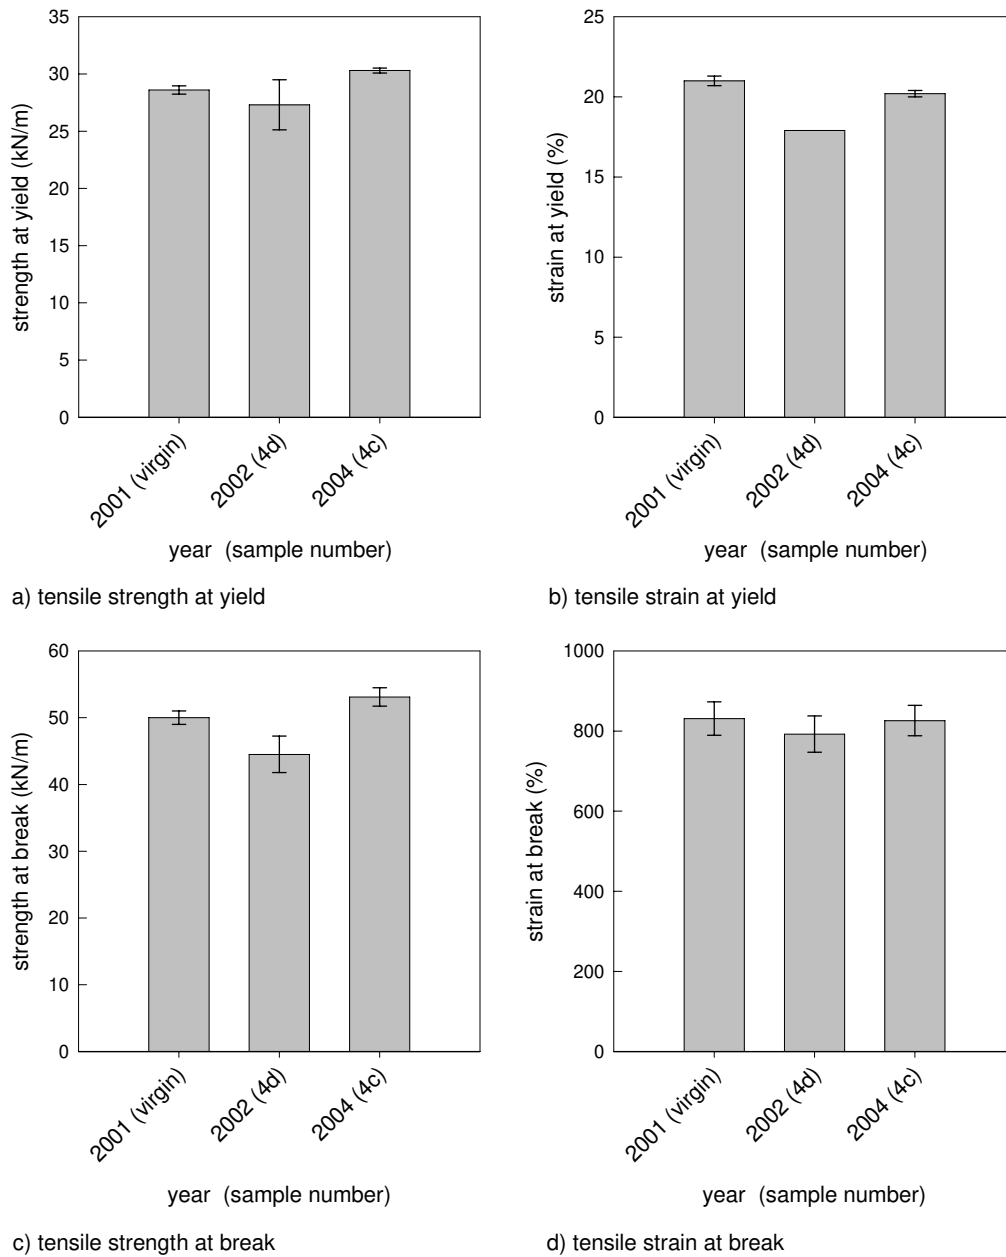 35
30
25
20
15
10
5
0
strength at yield (kN/m)
2001 (virgin)
2002 (4d)
2004 (4c)
year (sample number)
a) tensile strength at yield
25
20
15
10
5
0
strain at yield (%)
2001 (virgin)
2002 (4d)
2004 (4c)
year (sample number)
b) tensile strain at yield
60
50
40
30
20
10
0
strength at break (kN/m)
2001 (virgin)
2002 (4d)
2004 (4c)
year (sample number)
c) tensile strength at break
1000
800
600
400
200
0
strain at break (%)
2001 (virgin)
2002 (4d)
2004 (4c)
year (sample number)
d) tensile strain at break